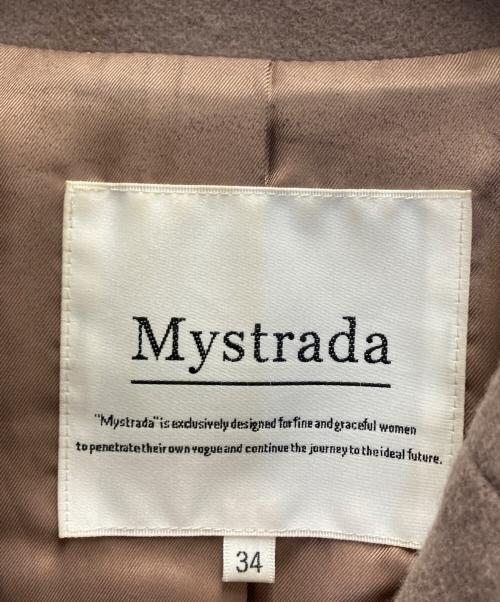 Mystrada
"Mystrada" is exclusively designed for fine and graceful women
to penetrate their own vogue and continue the journey to the ideal future.
34